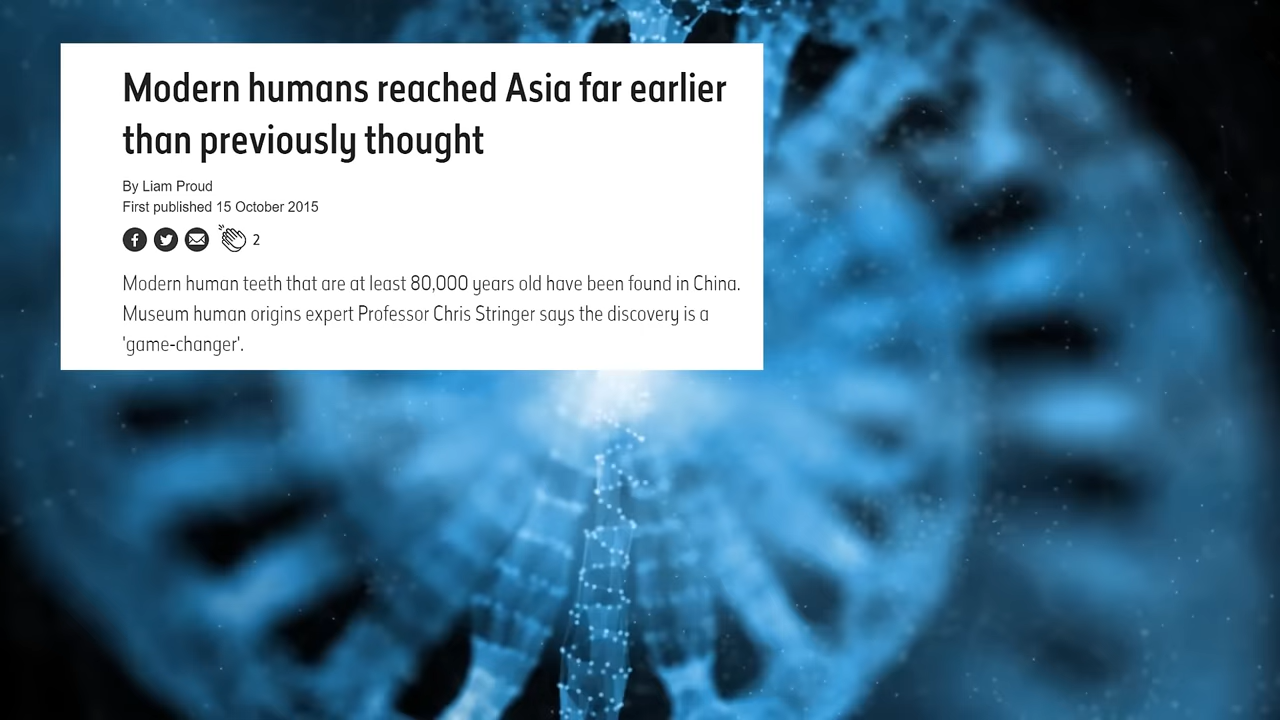 Modern humans reached Asia far earlier
than previously thought
By Liam Proud
First published 15 October 2015
2
Modern human teeth that are at least 80,000 years old have been found in China.
Museum human origins expert Professor Chris Stringer says the discovery is a
'game-changer'.